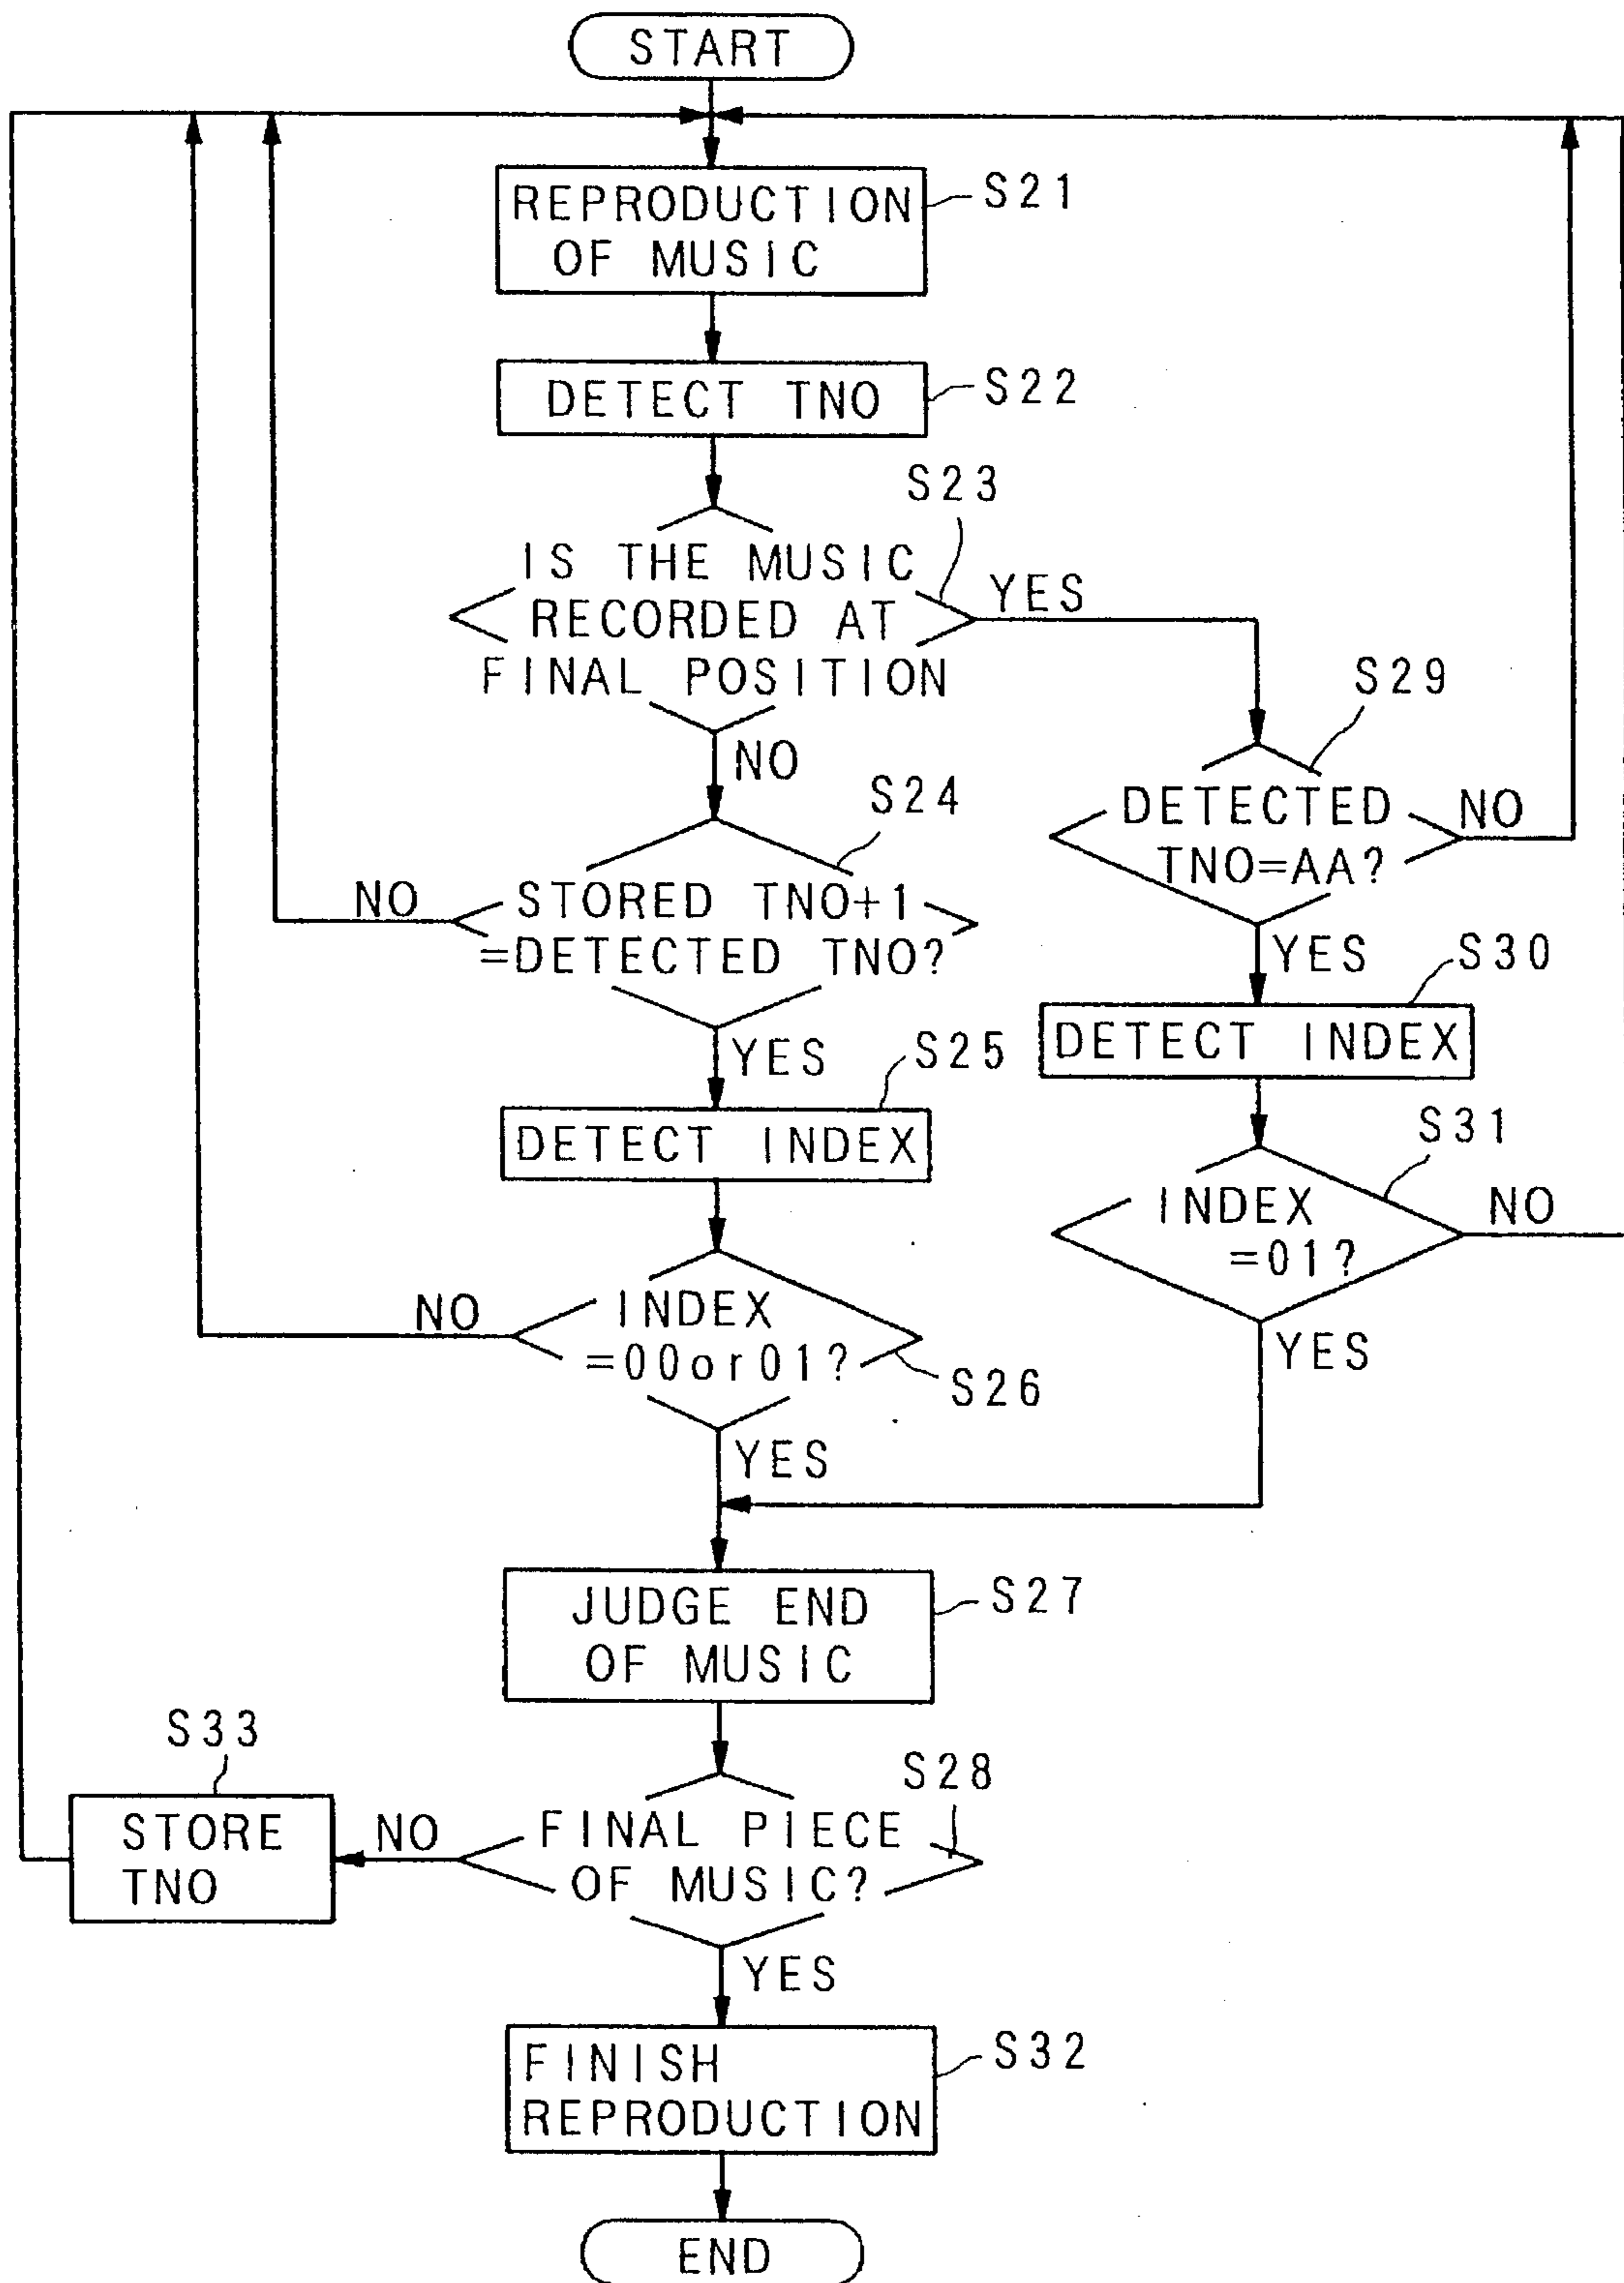 START
REPRODUCTION
OF MUSIC
S21
DETECT TNO
S22
S23
IS THE MUSIC
RECORDED AT
FINAL POSITION
YES
NO
S24
STORED TNO+1
=DETECTED TNO?
NO
YES
S29
DETECTED
TNO=AA?
NO
YES
S25
DETECT INDEX
S30
DETECT INDEX
S31
INDEX
=01?
NO
YES
INDEX
=00or01?
NO
S26
YES
JUDGE END
OF MUSIC
S27
S28
FINAL PIECE
OF MUSIC?
NO
S33
STORE
TNO
YES
FINISH
REPRODUCTION
S32
END